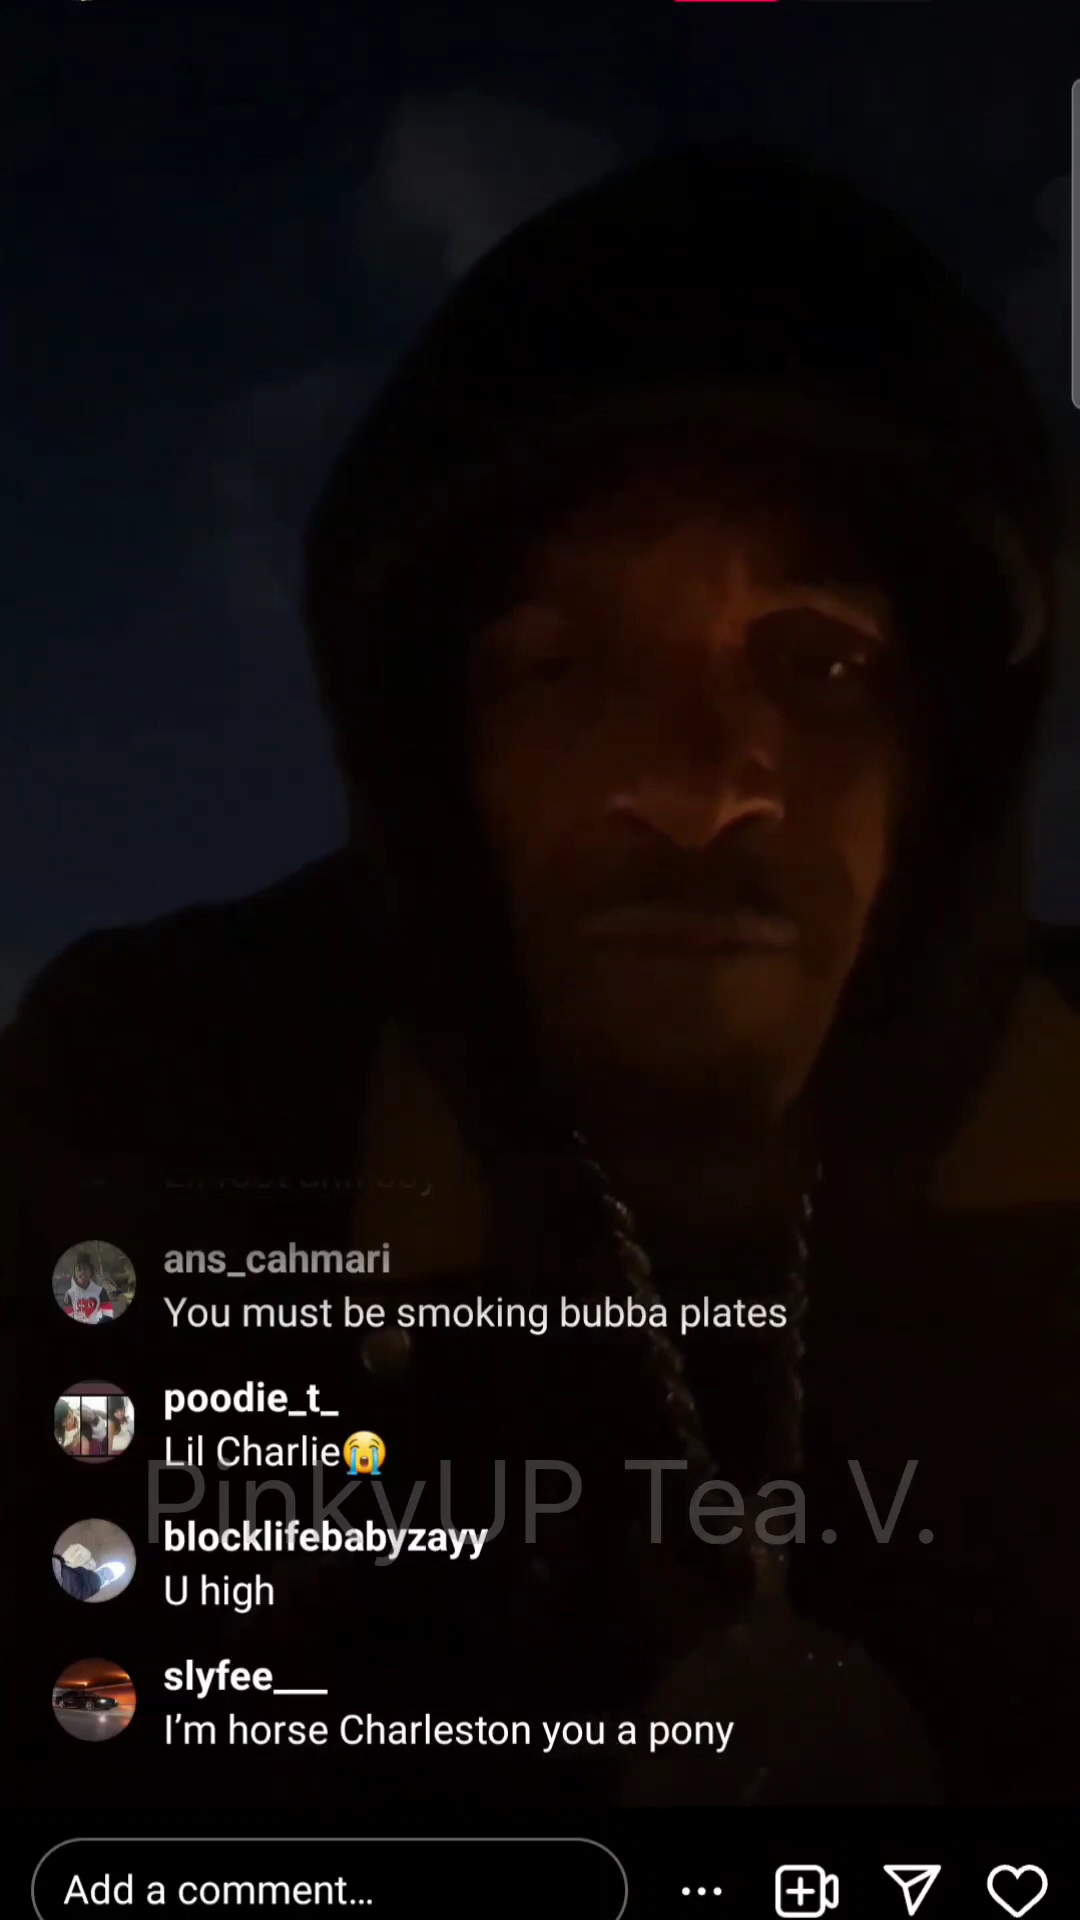 ans_cahmari
You must be smoking bubba plates
poodie_t_
Lil Charlie😭
PinkyUP Tea.V.
blocklifebabyzayy
U high
slyfee___
I’m horse Charleston you a pony
Add a comment…